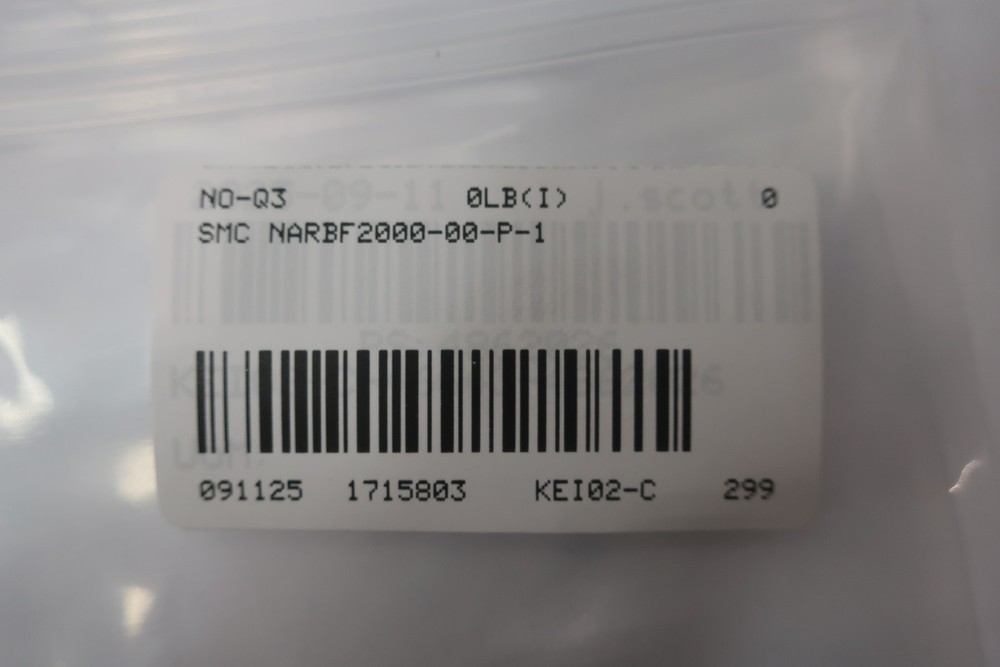 NO-Q3 0LB(I) 0
SMC NARBF2000-00-P-1
091125 1715803 KEI02-C 299